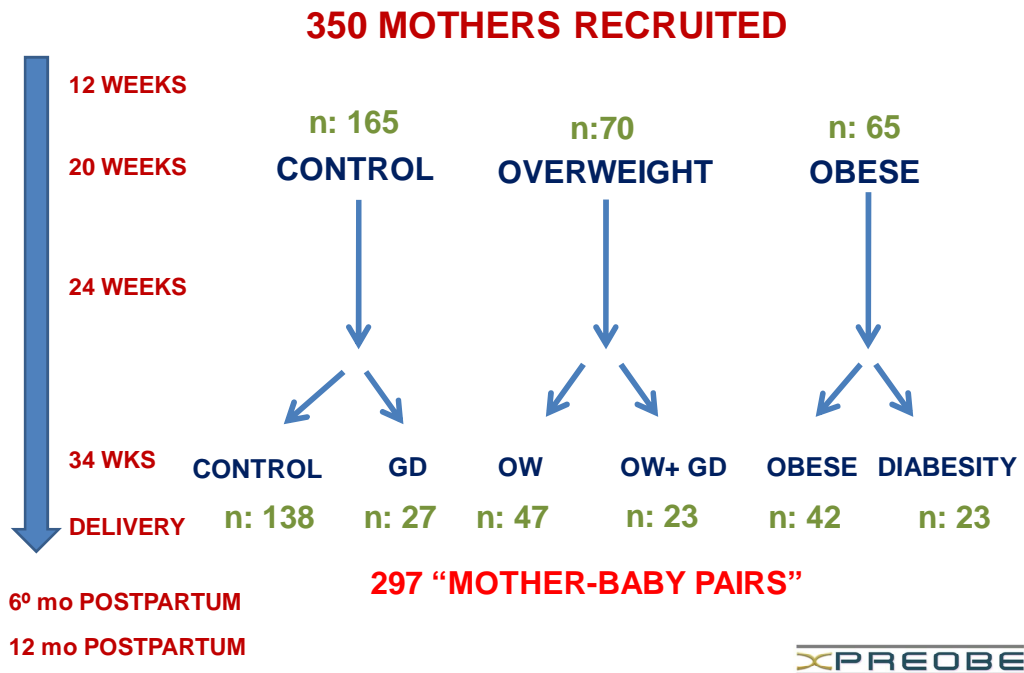 350 MOTHERS RECRUITED
12 WEEKS
n: 165
n:70
n: 65
20 WEEKS
CONTROL
OVERWEIGHT
OBESE
24 WEEKS
34 WKS
CONTROL
GD
OW
OW+ GD
OBESE
DIABESITY
DELIVERY
n: 138
n: 27
n: 47
n: 23
n: 42
n: 23
297 “MOTHER-BABY PAIRS”
6º mo POSTPARTUM
12 mo POSTPARTUM
PREOBE